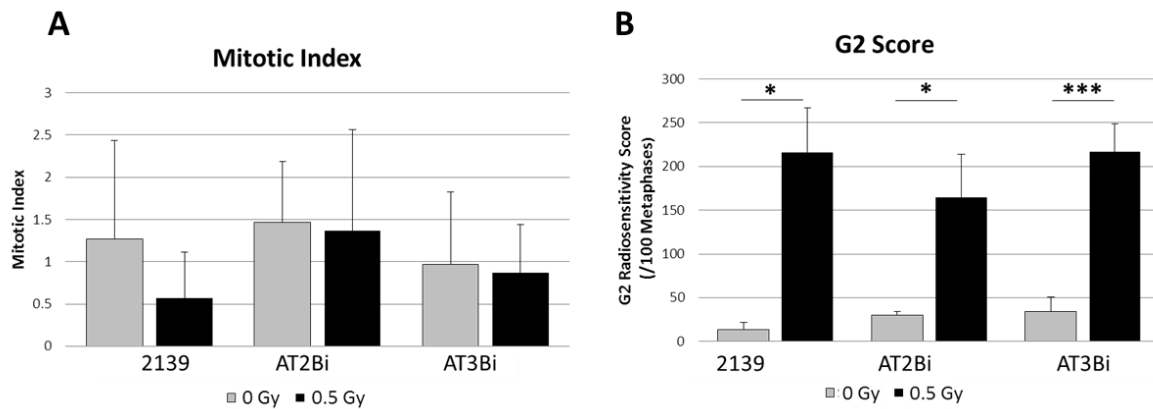 A
Mitotic Index
3
2.5
2
1.5
1
0.5
0
Mitotic Index
2139 AT2Bi AT3Bi
0 Gy 0.5 Gy
B
G2 Score
300
250
200
150
100
50
0
G2 Radiosensitivity Score
(/100 Metaphases)
* * ***
2139 AT2Bi AT3Bi
0 Gy 0.5 Gy